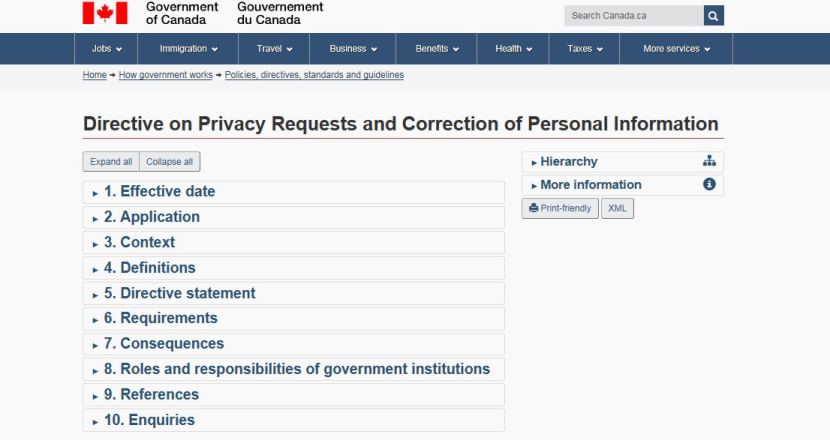 Government of Canada
Gouvernement du Canada
Search Canada.ca
Jobs Immigration Travel Business Benefits Health Taxes More services
Home → How government works → Policies, directives, standards and guidelines
Directive on Privacy Requests and Correction of Personal Information
Expand all Collapse all
1. Effective date
2. Application
3. Context
4. Definitions
5. Directive statement
6. Requirements
7. Consequences
8. Roles and responsibilities of government institutions
9. References
10. Enquiries
Hierarchy
More information
Print-friendly XML